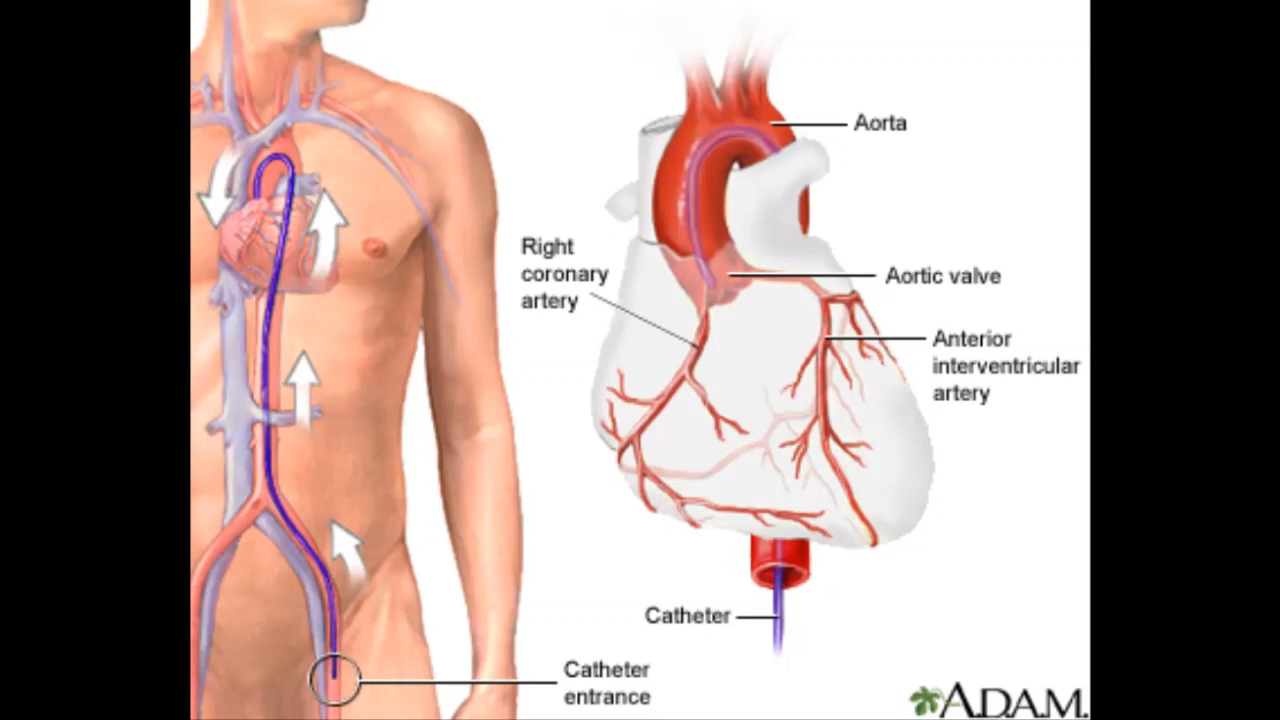 Aorta
Right
coronary
artery
Aortic valve
Anterior
interventricular
artery
Catheter
Catheter
entrance
A.D.A.M.